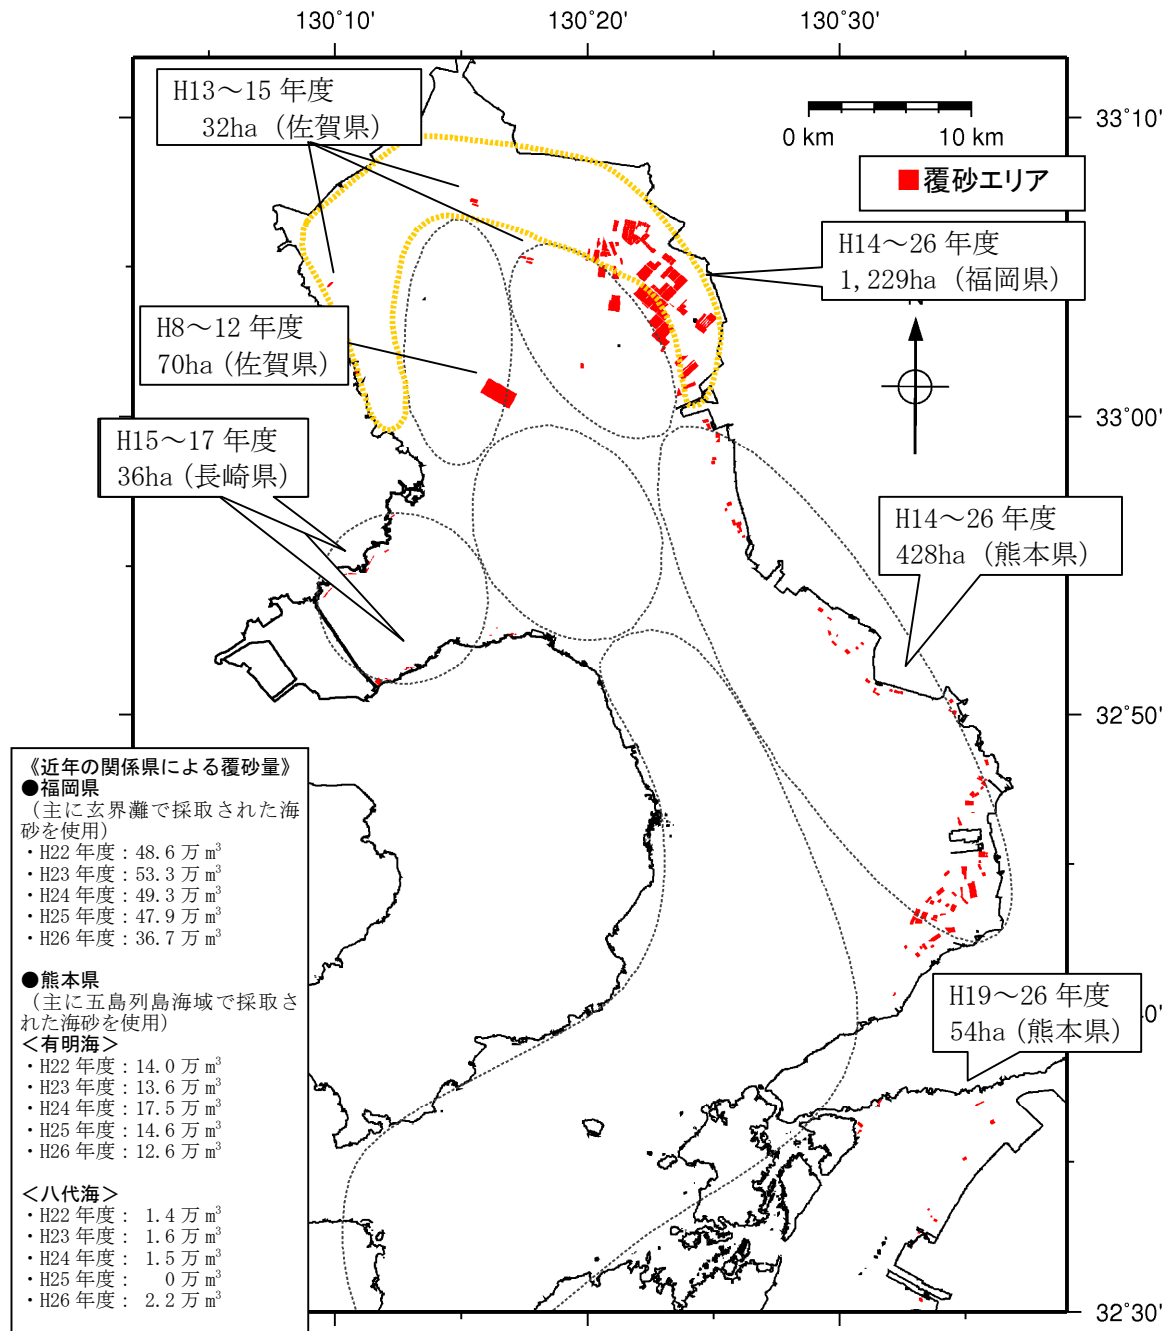 130°10'
130°20'
130°30'
H13～15 年度
32ha (佐賀県)
33°10'
0 km
10 km
覆砂エリア
H14～26 年度
1,229ha (福岡県)
H8～12 年度
70ha (佐賀県)
33°00'
H15～17 年度
36ha (長崎県)
H14～26 年度
428ha (熊本県)
32°50'
《近年の関係県による覆砂量》
●福岡県
（主に玄界灘で採取された海
砂を使用）
・H22 年度：48.6 万 m³
・H23 年度：53.3 万 m³
・H24 年度：49.3 万 m³
・H25 年度：47.9 万 m³
・H26 年度：36.7 万 m³
●熊本県
（主に五島列島海域で採取さ
れた海砂を使用）
＜有明海＞
・H22 年度：14.0 万 m³
・H23 年度：13.6 万 m³
・H24 年度：17.5 万 m³
・H25 年度：14.6 万 m³
・H26 年度：12.6 万 m³
＜八代海＞
・H22 年度： 1.4 万 m³
・H23 年度： 1.6 万 m³
・H24 年度： 1.5 万 m³
・H25 年度： 0 万 m³
・H26 年度： 2.2 万 m³
H19～26 年度
54ha (熊本県)
0'
32°30'